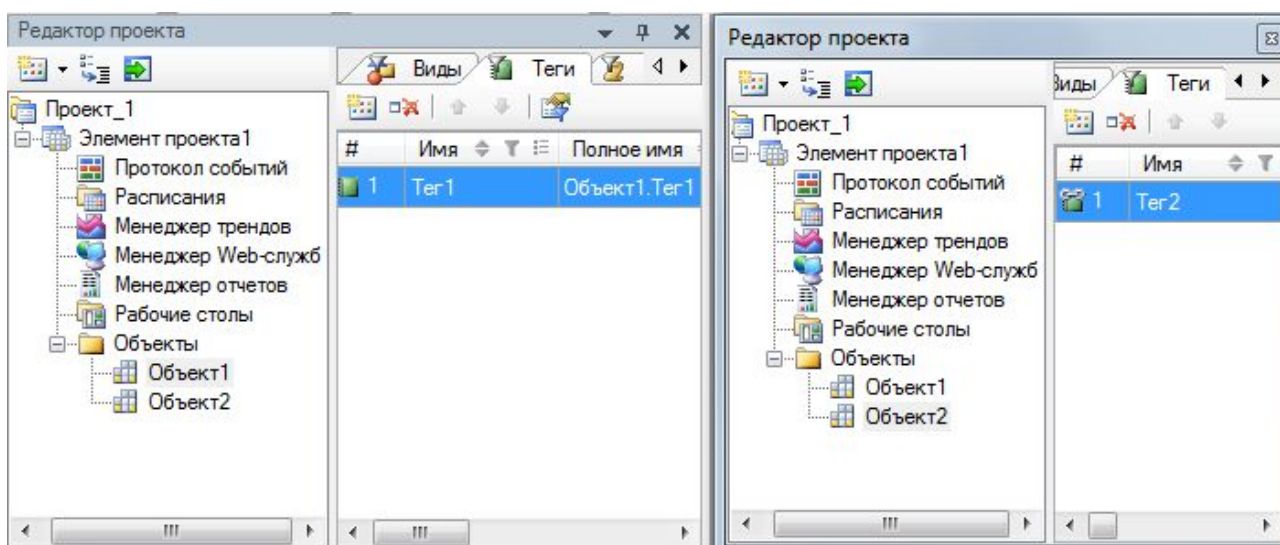 Редактор проекта
Виды Теги
Проект_1
Элемент проекта1
Протокол событий
Расписания
Менеджер трендов
Менеджер Web-служб
Менеджер отчетов
Рабочие столы
Объекты
Объект1
Объект2
# Имя Полное имя
1 Тег1 Объект1.Тег1
Редактор проекта
Виды Теги
Проект_1
Элемент проекта1
Протокол событий
Расписания
Менеджер трендов
Менеджер Web-служб
Менеджер отчетов
Рабочие столы
Объекты
Объект1
Объект2
# Имя
1 Тег2